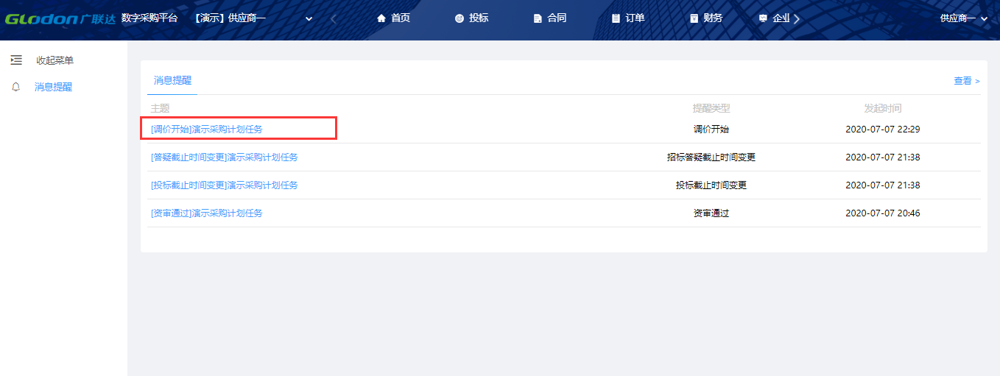 GLODON广联达 数字采购平台 【演示】供应商一 首页 投标 合同 订单 财务 企业 供应商一
收起菜单
消息提醒
消息提醒 查看 >
主题 提醒类型 发起时间
[调价开始]演示采购计划任务 调价开始 2020-07-07 22:29
[答疑截止时间变更]演示采购计划任务 招标答疑截止时间变更 2020-07-07 21:38
[投标截止时间变更]演示采购计划任务 投标截止时间变更 2020-07-07 21:38
[资审通过]演示采购计划任务 资审通过 2020-07-07 20:46